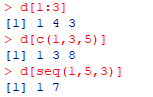 > d[1:3]
[1] 1 4 3
> d[c(1,3,5)]
[1] 1 3 8
> d[seq(1,5,3)]
[1] 1 7